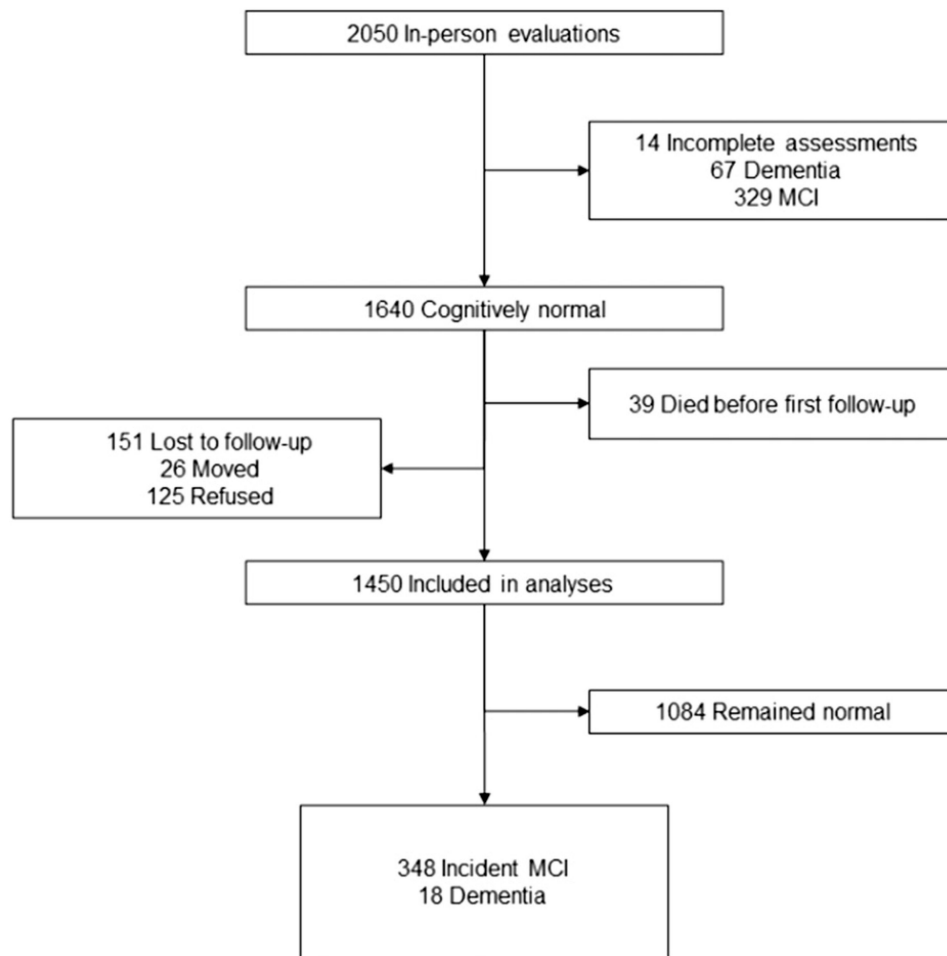 2050 In-person evaluations
14 Incomplete assessments
67 Dementia
329 MCI
1640 Cognitively normal
39 Died before first follow-up
151 Lost to follow-up
26 Moved
125 Refused
1450 Included in analyses
1084 Remained normal
348 Incident MCI
18 Dementia